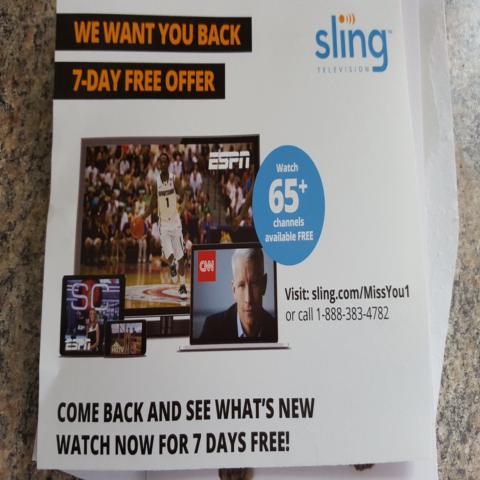 WE WANT YOU BACK
7-DAY FREE OFFER
sling
TELEVISION
ESPN
1
Watch
65+
channels
available FREE
CNN
SC
ESPN
HGTV
Visit: sling.com/MissYou1
or call 1-888-383-4782
COME BACK AND SEE WHAT'S NEW
WATCH NOW FOR 7 DAYS FREE!